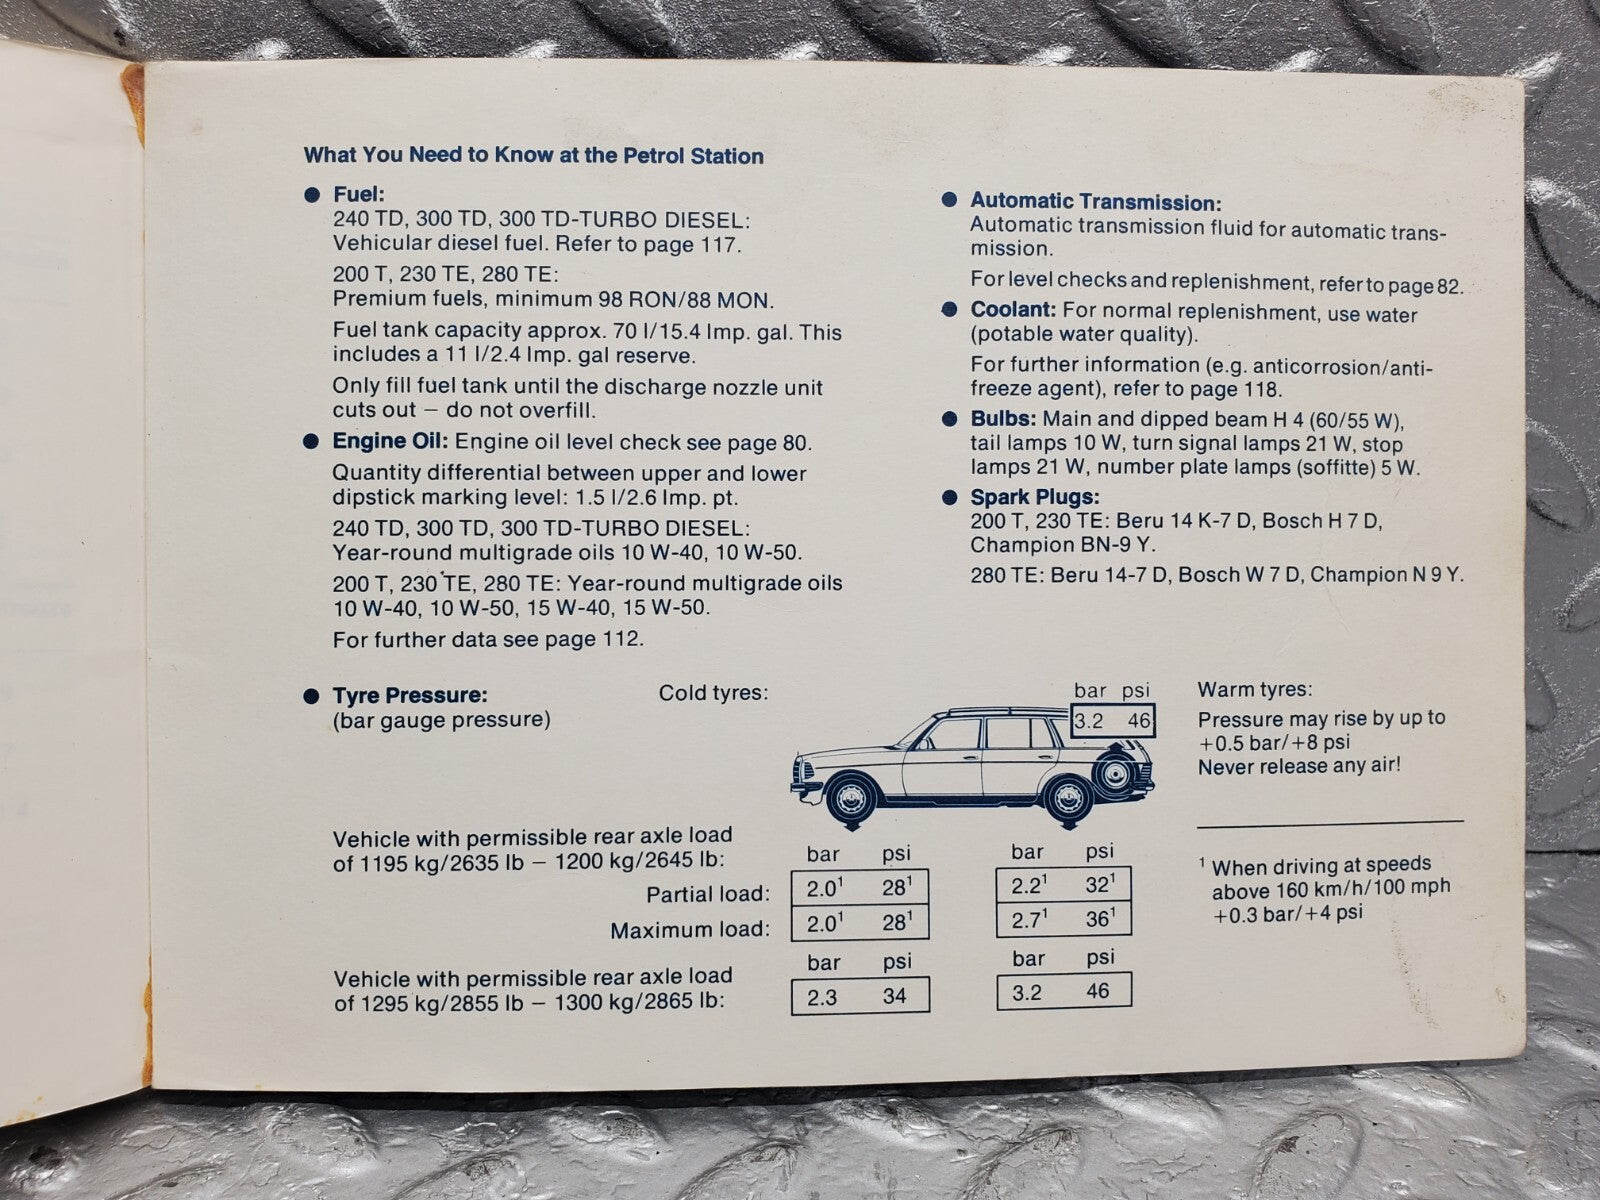 What You Need to Know at the Petrol Station
● Fuel:
240 TD, 300 TD, 300 TD-TURBO DIESEL:
Vehicular diesel fuel. Refer to page 117.
200 T, 230 TE, 280 TE:
Premium fuels, minimum 98 RON/88 MON.
Fuel tank capacity approx. 70 l/15.4 Imp. gal. This
includes a 11 l/2.4 Imp. gal reserve.
Only fill fuel tank until the discharge nozzle unit
cuts out – do not overfill.
● Engine Oil: Engine oil level check see page 80.
Quantity differential between upper and lower
dipstick marking level: 1.5 l/2.6 Imp. pt.
240 TD, 300 TD, 300 TD-TURBO DIESEL:
Year-round multigrade oils 10 W-40, 10 W-50.
200 T, 230 TE, 280 TE: Year-round multigrade oils
10 W-40, 10 W-50, 15 W-40, 15 W-50.
For further data see page 112.
● Automatic Transmission:
Automatic transmission fluid for automatic trans-
mission.
For level checks and replenishment, refer to page 82.
● Coolant: For normal replenishment, use water
(potable water quality).
For further information (e.g. anticorrosion/anti-
freeze agent), refer to page 118.
● Bulbs: Main and dipped beam H 4 (60/55 W),
tail lamps 10 W, turn signal lamps 21 W, stop
lamps 21 W, number plate lamps (soffitte) 5 W.
● Spark Plugs:
200 T, 230 TE: Beru 14 K-7 D, Bosch H 7 D,
Champion BN-9 Y.
280 TE: Beru 14-7 D, Bosch W 7 D, Champion N 9 Y.
● Tyre Pressure: Cold tyres:
(bar gauge pressure)
bar psi
3.2 46
Warm tyres:
Pressure may rise by up to
+0.5 bar/+8 psi
Never release any air!
Vehicle with permissible rear axle load
of 1195 kg/2635 lb – 1200 kg/2645 lb:
bar psi bar psi
Partial load: 2.0¹ 28¹ 2.2¹ 32¹
Maximum load: 2.0¹ 28¹ 2.7¹ 36¹
Vehicle with permissible rear axle load
of 1295 kg/2855 lb – 1300 kg/2865 lb:
bar psi bar psi
2.3 34 3.2 46
¹ When driving at speeds
above 160 km/h/100 mph
+0.3 bar/+4 psi